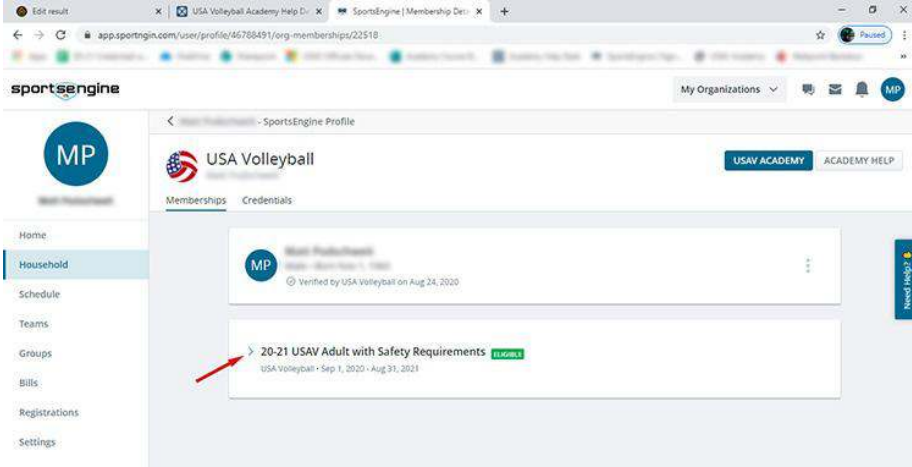 Edit result
USA Volleyball Academy Help De
SportsEngine | Membership Deta
app.sportngin.com/user/profile/46788491/org-memberships/22518
Paused
sportsengine
My Organizations
MP
- SportsEngine Profile
MP
USA Volleyball
USAV ACADEMY
ACADEMY HELP
Memberships
Credentials
Home
Household
Schedule
Teams
Groups
Bills
Registrations
Settings
MP
Verified by USA Volleyball on Aug 24, 2020
Need Help?
20-21 USAV Adult with Safety Requirements ELIGIBLE
USA Volleyball • Sep 1, 2020 - Aug 31, 2021